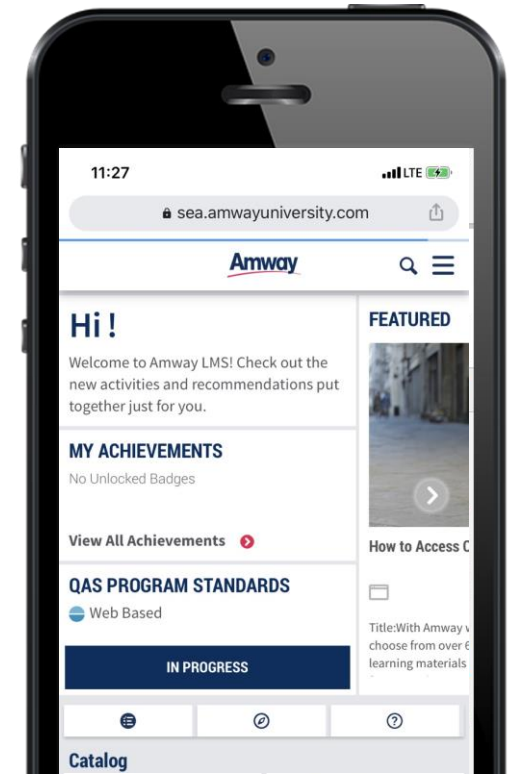 11:27
LTE
sea.amwayuniversity.com
Amway
Hi !
Welcome to Amway LMS! Check out the
new activities and recommendations put
together just for you.
MY ACHIEVEMENTS
No Unlocked Badges
View All Achievements
QAS PROGRAM STANDARDS
Web Based
IN PROGRESS
FEATURED
How to Access
Title:With Amway
choose from over
learning materials
Catalog